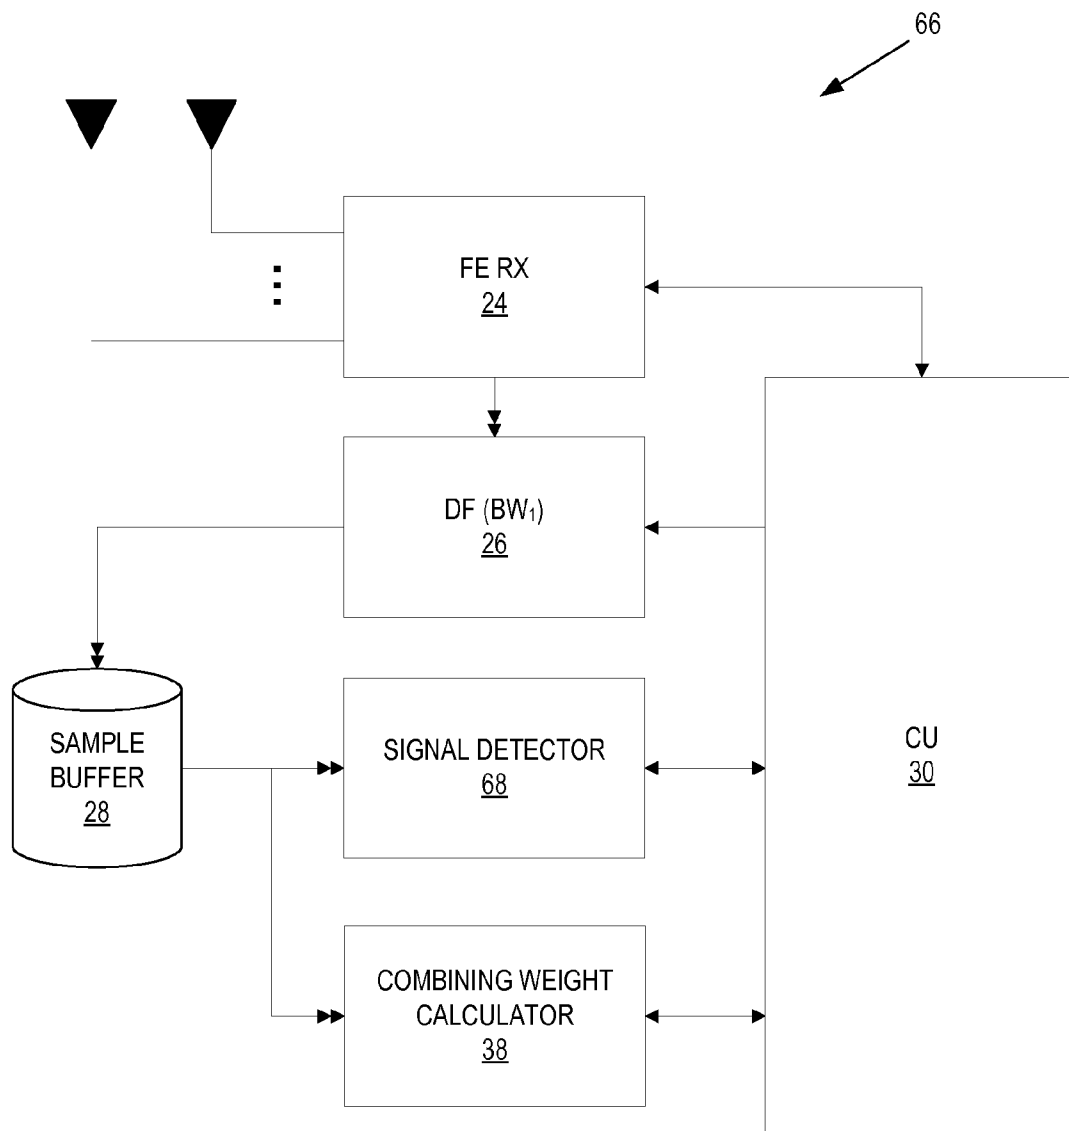 66
FE RX
24
DF (BW₁)
26
SAMPLE
BUFFER
28
SIGNAL DETECTOR
68
CU
30
COMBINING WEIGHT
CALCULATOR
38